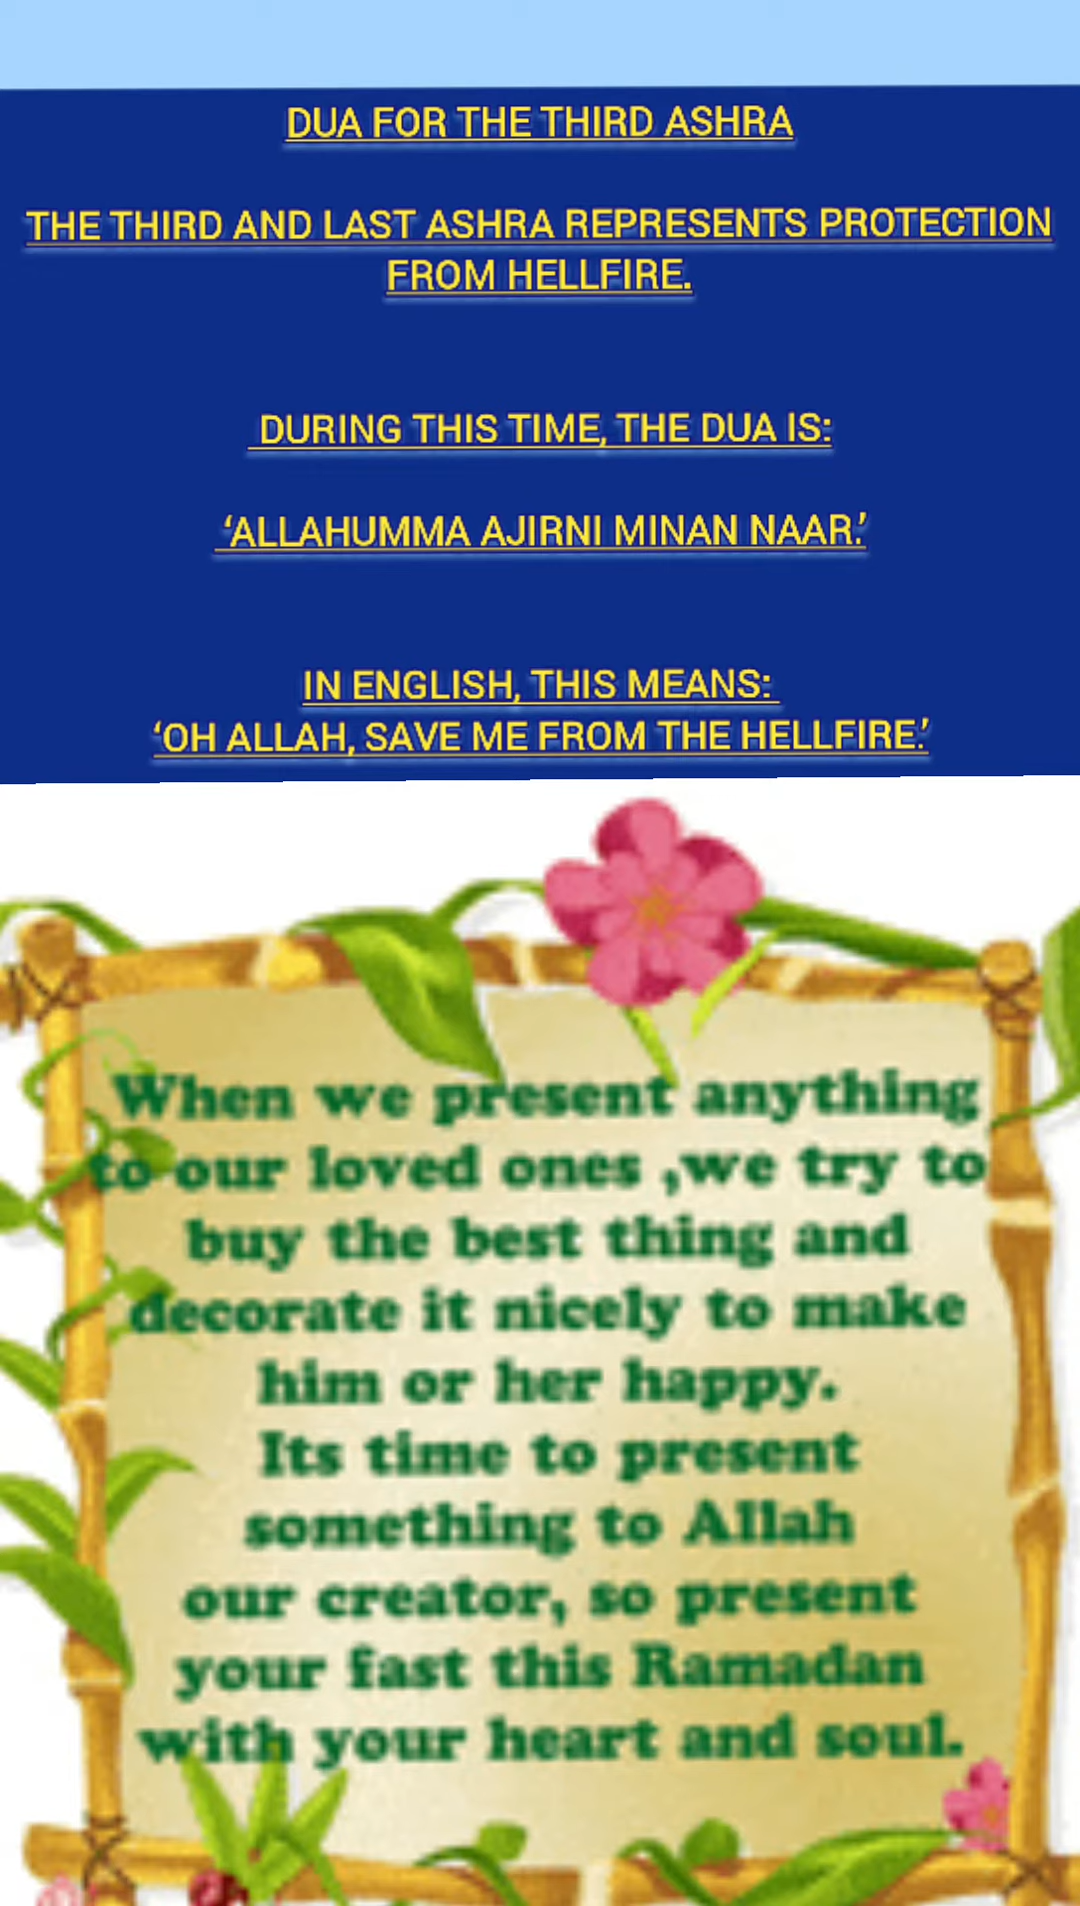 DUA FOR THE THIRD ASHRA
THE THIRD AND LAST ASHRA REPRESENTS PROTECTION
FROM HELLFIRE.
DURING THIS TIME, THE DUA IS:
‘ALLAHUMMA AJIRNI MINAN NAAR.’
IN ENGLISH, THIS MEANS:
‘OH ALLAH, SAVE ME FROM THE HELLFIRE.’
When we present anything
to our loved ones ,we try to
buy the best thing and
decorate it nicely to make
him or her happy.
Its time to present
something to Allah
our creator, so present
your fast this Ramadan
with your heart and soul.